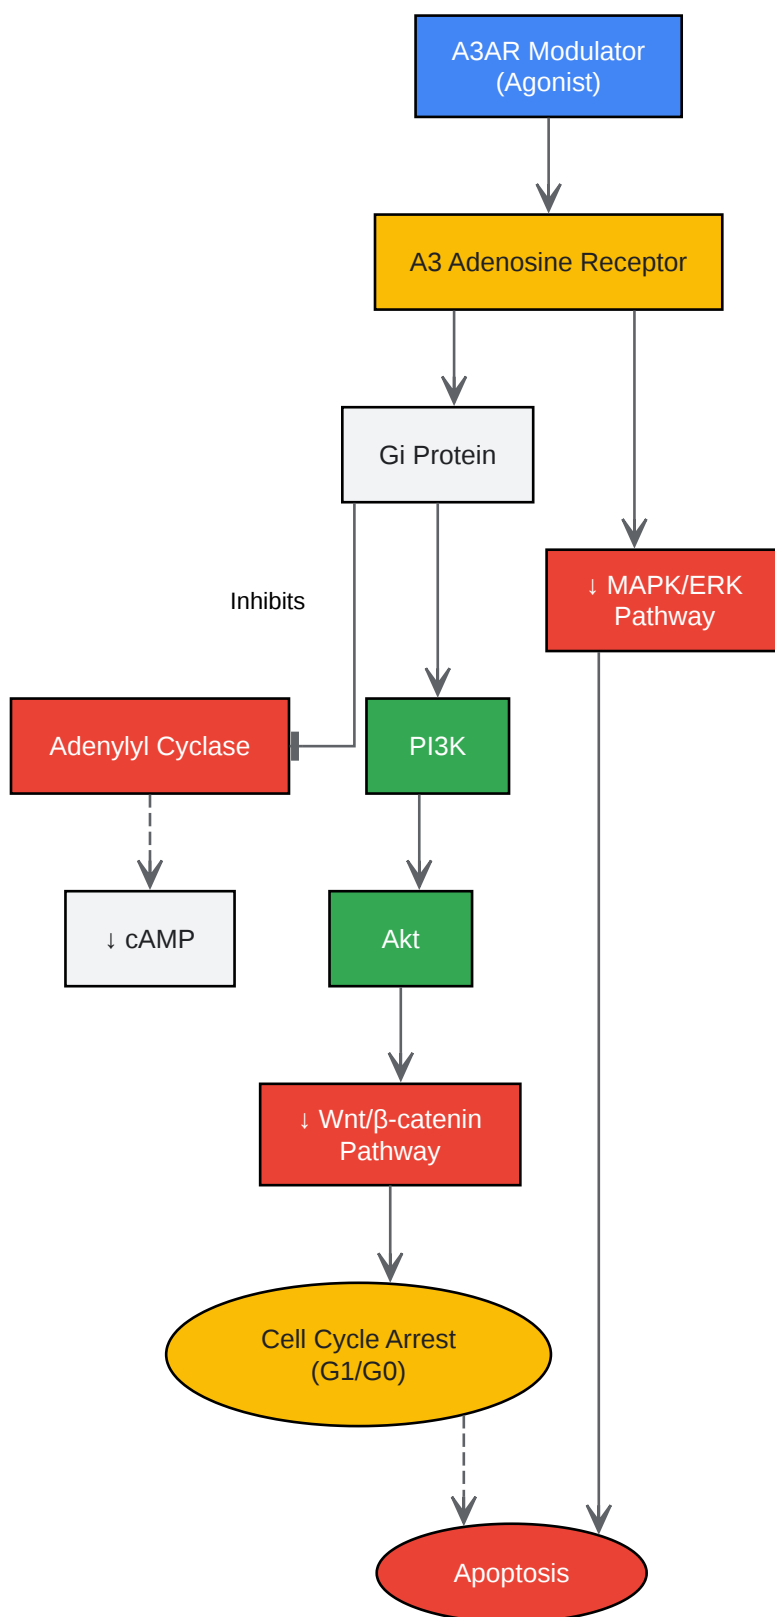 A3AR Modulator
(Agonist)
A3 Adenosine Receptor
Gi Protein
↓ MAPK/ERK
Pathway
Inhibits
Adenylyl Cyclase
PI3K
↓ cAMP
Akt
↓ Wnt/β-catenin
Pathway
Cell Cycle Arrest
(G1/G0)
Apoptosis